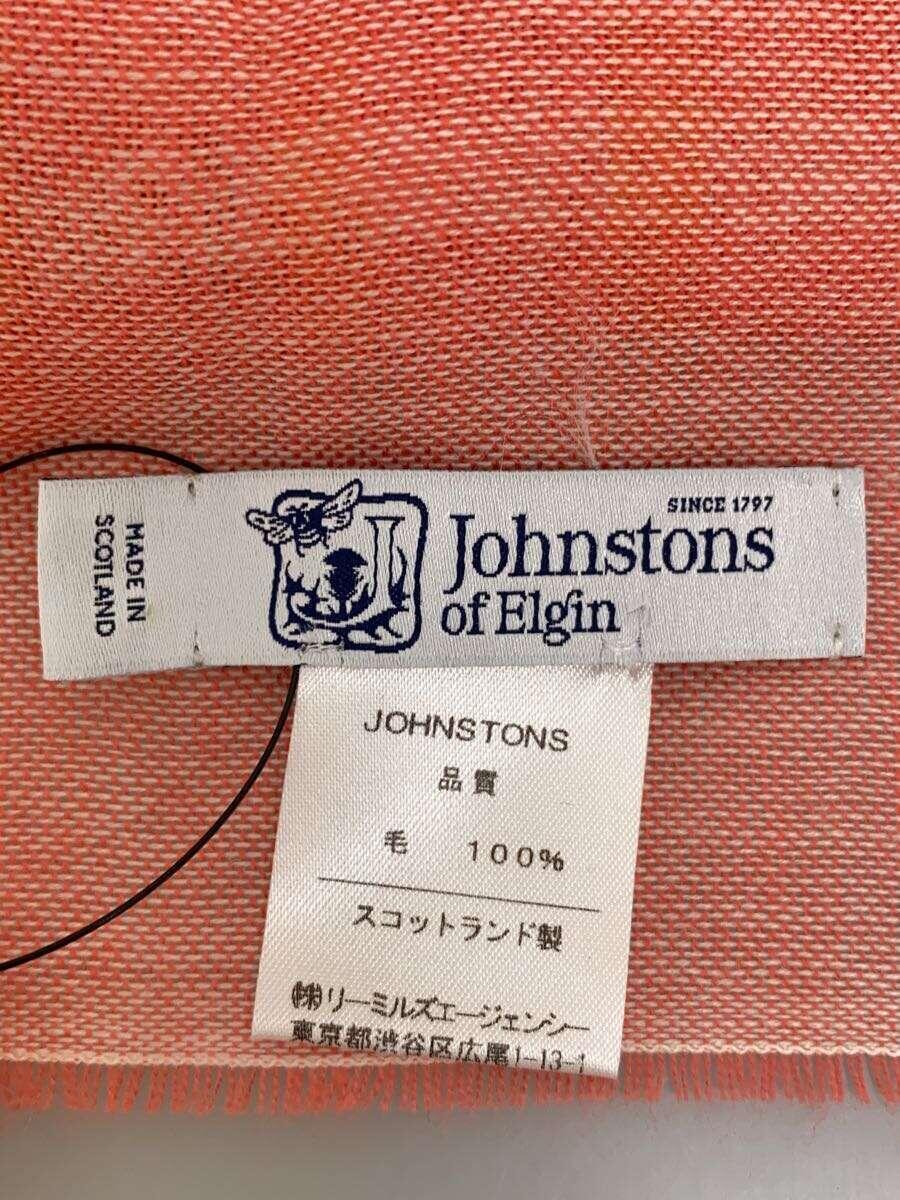 MADE IN
SCOTLAND
SINCE 1797
Johnstons
of Elgin
JOHNSTONS
品質
毛 100%
スコットランド製
㈱リーミルズエージェンシー
東京都渋谷区広尾1-13-1